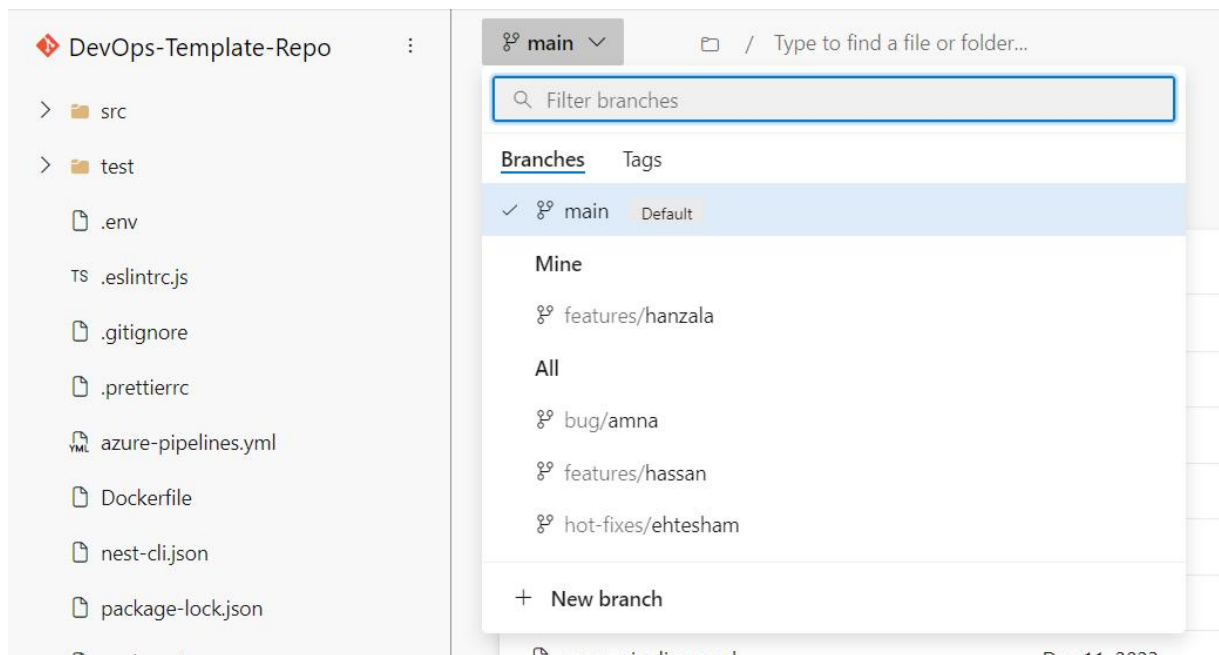 DevOps-Template-Repo
src
test
.env
TS .eslintrc.js
.gitignore
.prettierrc
YML azure-pipelines.yml
Dockerfile
nest-cli.json
package-lock.json
main
/ Type to find a file or folder...
Filter branches
Branches Tags
main Default
Mine
features/hanzala
All
bug/amna
features/hassan
hot-fixes/ehtesham
+ New branch